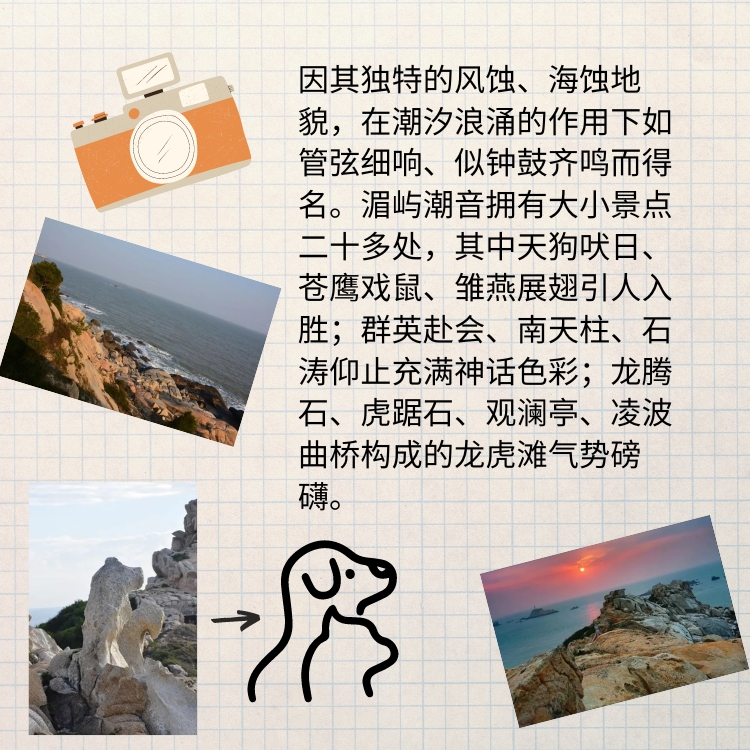 因其独特的风蚀、海蚀地
貌，在潮汐浪涌的作用下如
管弦细响、似钟鼓齐鸣而得
名。湄屿潮音拥有大小景点
二十多处，其中天狗吠日、
苍鹰戏鼠、雏燕展翅引人入
胜；群英赴会、南天柱、石
涛仰止充满神话色彩；龙腾
石、虎踞石、观澜亭、凌波
曲桥构成的龙虎滩气势磅
礴。